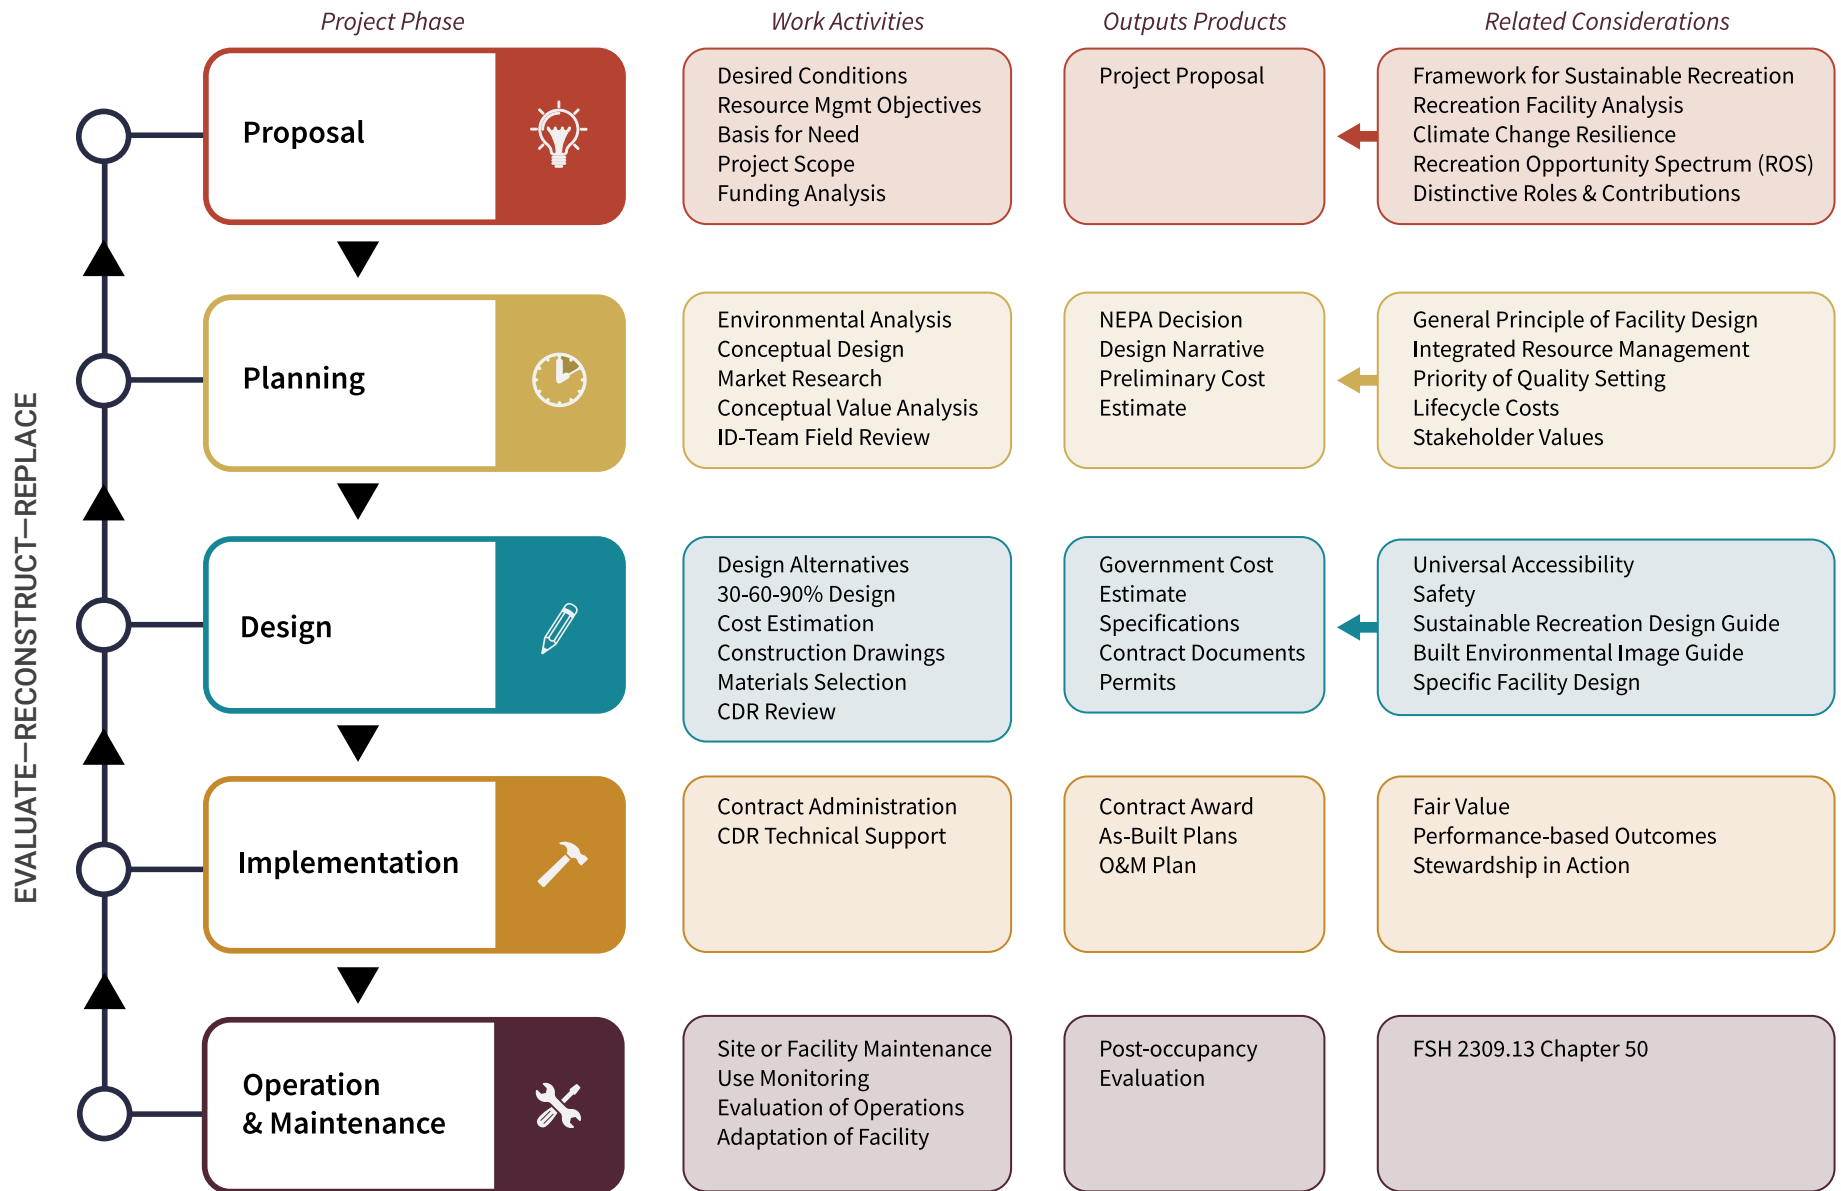 Project Phase
Work Activities
Outputs Products
Related Considerations
EVALUATE—RECONSTRUCT—REPLACE
Proposal
Desired Conditions
Resource Mgmt Objectives
Basis for Need
Project Scope
Funding Analysis
Project Proposal
Framework for Sustainable Recreation
Recreation Facility Analysis
Climate Change Resilience
Recreation Opportunity Spectrum (ROS)
Distinctive Roles & Contributions
Planning
Environmental Analysis
Conceptual Design
Market Research
Conceptual Value Analysis
ID-Team Field Review
NEPA Decision
Design Narrative
Preliminary Cost
Estimate
General Principle of Facility Design
Integrated Resource Management
Priority of Quality Setting
Lifecycle Costs
Stakeholder Values
Design
Design Alternatives
30-60-90% Design
Cost Estimation
Construction Drawings
Materials Selection
CDR Review
Government Cost
Estimate
Specifications
Contract Documents
Permits
Universal Accessibility
Safety
Sustainable Recreation Design Guide
Built Environmental Image Guide
Specific Facility Design
Implementation
Contract Administration
CDR Technical Support
Contract Award
As-Built Plans
O&M Plan
Fair Value
Performance-based Outcomes
Stewardship in Action
Operation
& Maintenance
Site or Facility Maintenance
Use Monitoring
Evaluation of Operations
Adaptation of Facility
Post-occupancy
Evaluation
FSH 2309.13 Chapter 50